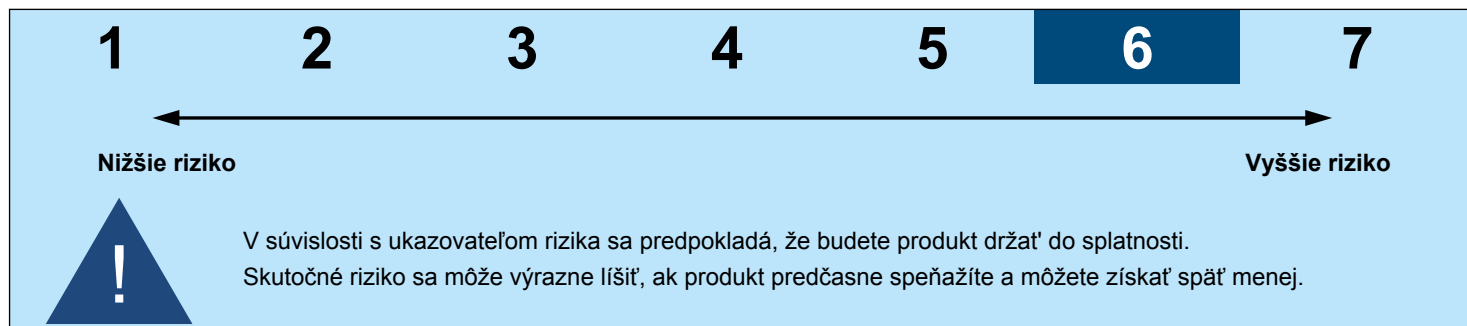 1 2 3 4 5 6 7
Nižšie riziko Vyššie riziko
!
V súvislosti s ukazovateľom rizika sa predpokladá, že budete produkt držat' do splatnosti.
Skutočné riziko sa môže výrazne líšiť, ak produkt predčasne speňažíte a môžete získať späť menej.